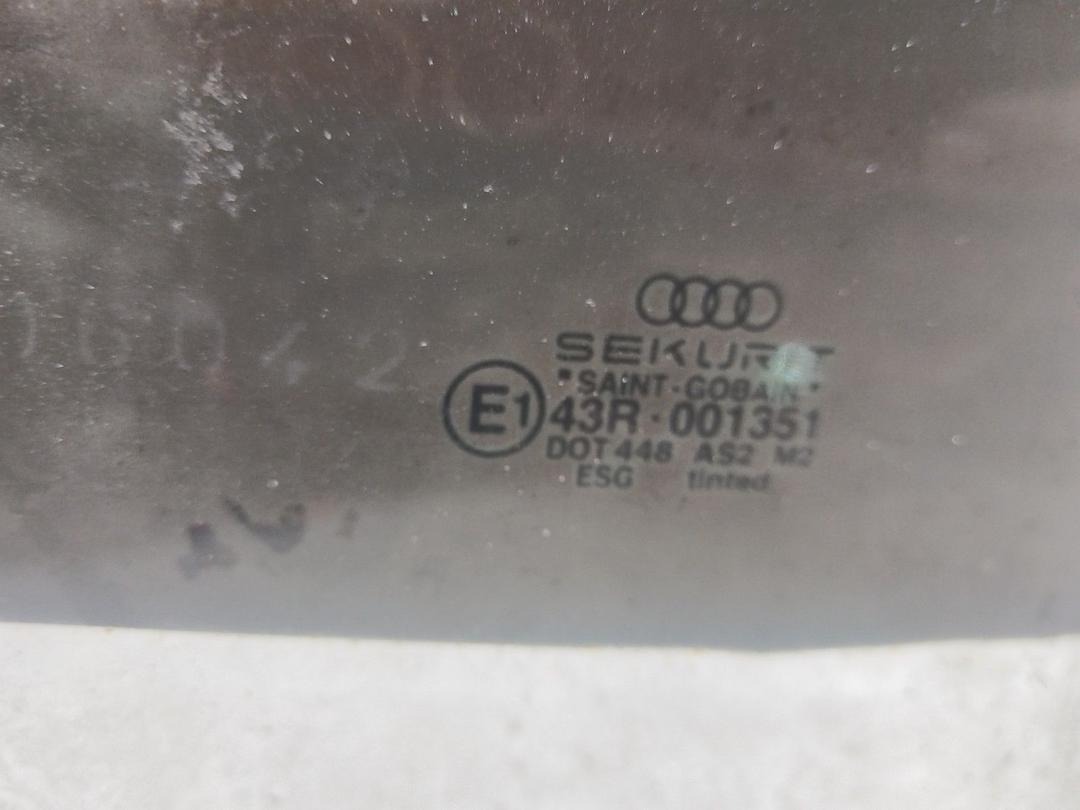 SEKURIT
"SAINT-GOBAIN"
E1 43R-001351
DOT 448 AS2 M2
ESG tinted